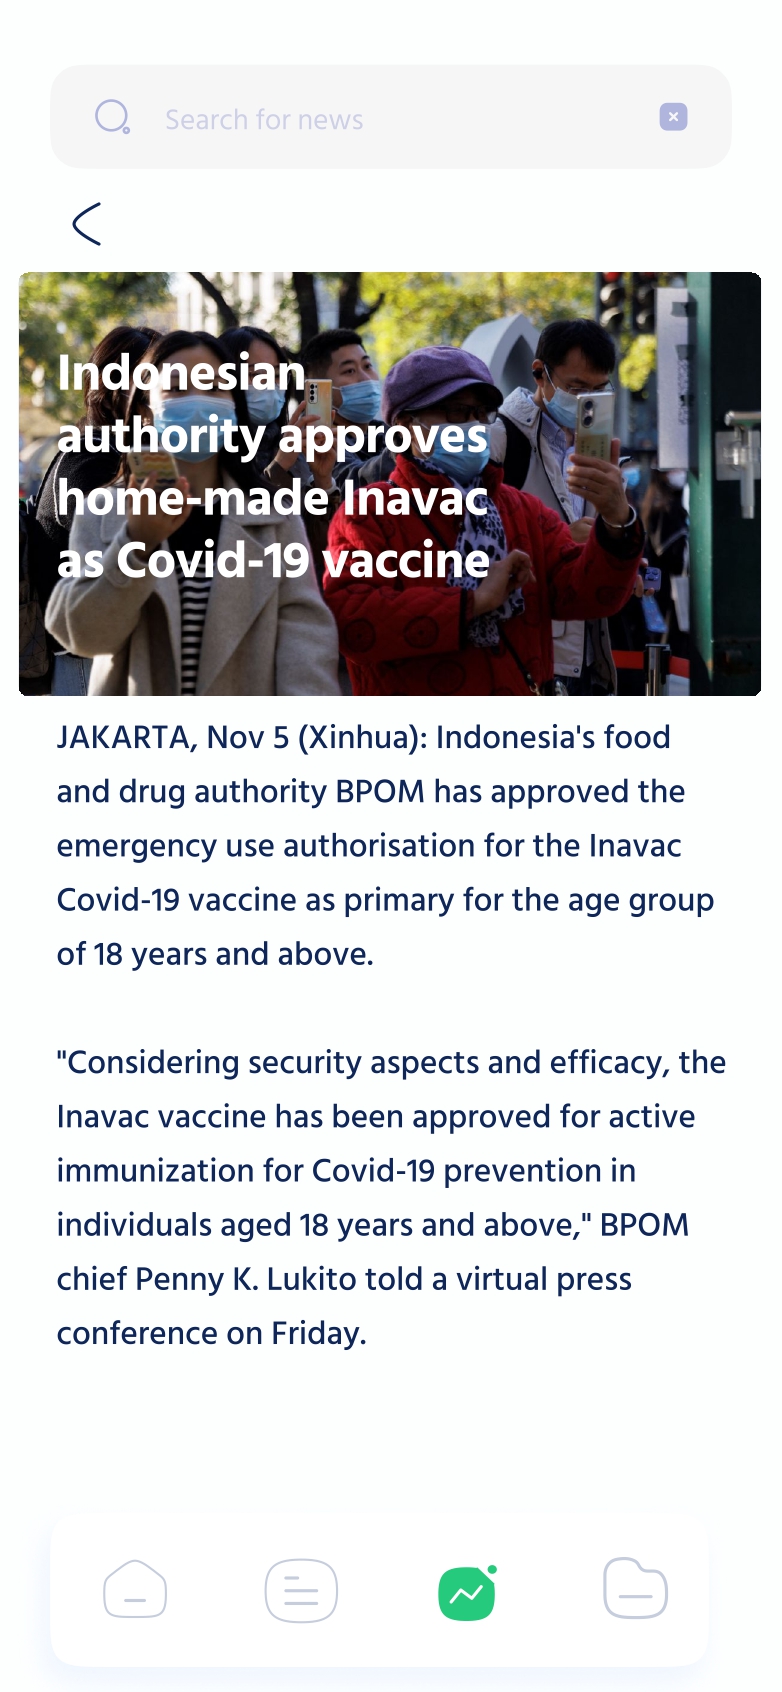 Search for news
Indonesian
authority approves
home-made Inavac
as Covid-19 vaccine
JAKARTA, Nov 5 (Xinhua): Indonesia's food
and drug authority BPOM has approved the
emergency use authorisation for the Inavac
Covid-19 vaccine as primary for the age group
of 18 years and above.
"Considering security aspects and efficacy, the
Inavac vaccine has been approved for active
immunization for Covid-19 prevention in
individuals aged 18 years and above," BPOM
chief Penny K. Lukito told a virtual press
conference on Friday.